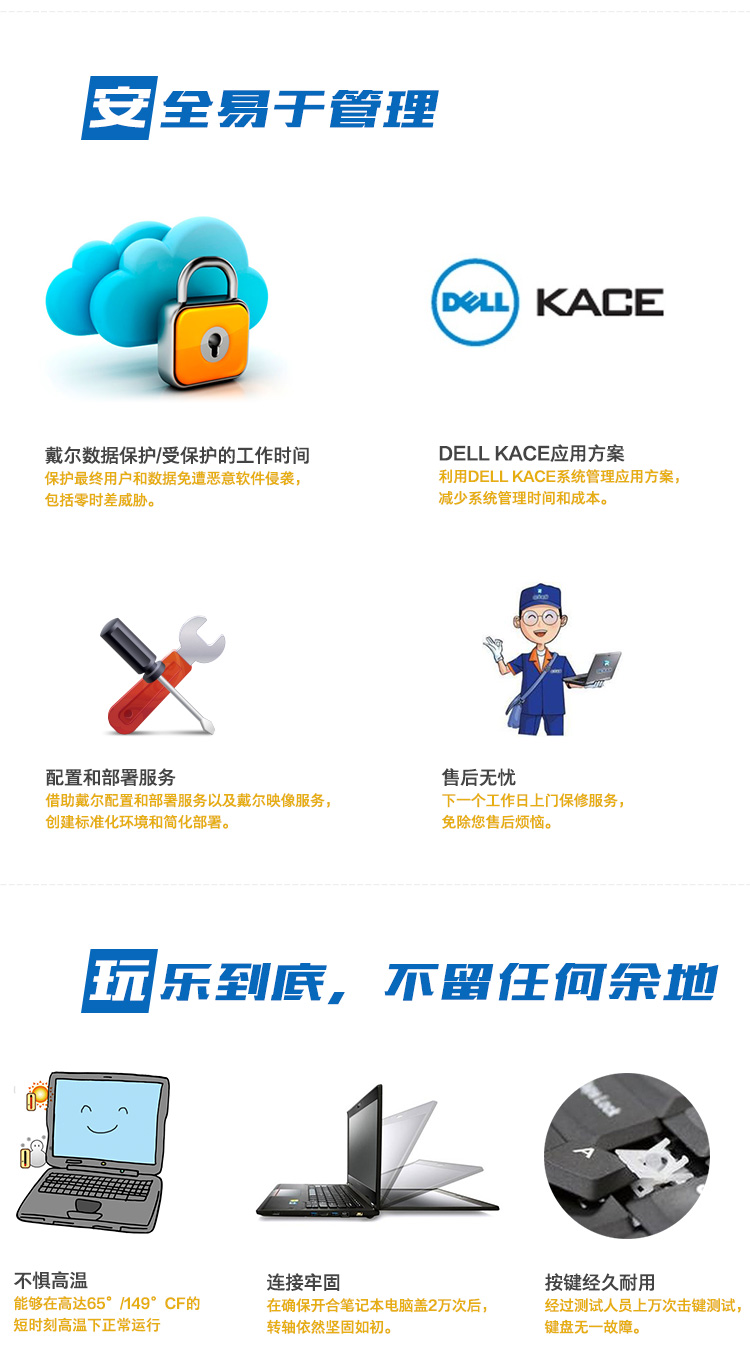 安全易于管理
DELL KACE
戴尔数据保护/受保护的工作时间
保护最终用户和数据免遭恶意软件侵袭，
包括零时差威胁。
DELL KACE应用方案
利用DELL KACE系统管理应用方案，
减少系统管理时间和成本。
配置和部署服务
借助戴尔配置和部署服务以及戴尔映像服务，
创建标准化环境和简化部署。
售后无忧
下一个工作日上门保修服务，
免除您售后烦恼。
玩乐到底，不留任何余地
A
不惧高温
能够在高达65°/149°CF的
短时刻高温下正常运行
连接牢固
在确保开合笔记本电脑盖2万次后，
转轴依然坚固如初。
按键经久耐用
经过测试人员上万次击键测试，
键盘无一故障。